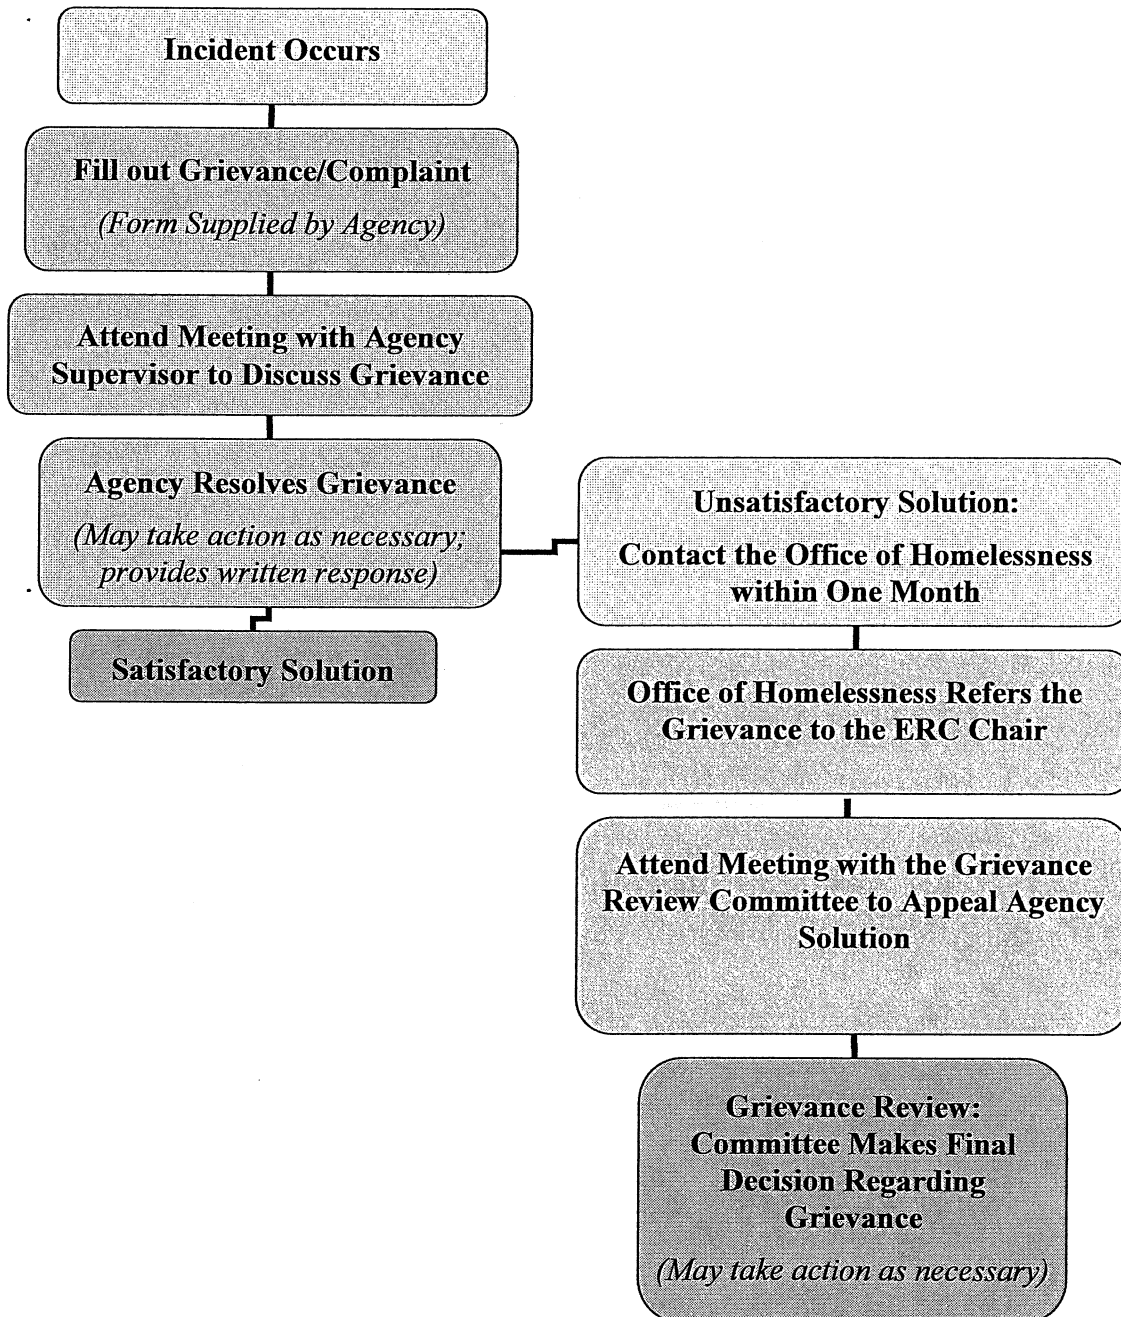 Incident Occurs
Fill out Grievance/Complaint
(Form Supplied by Agency)
Attend Meeting with Agency
Supervisor to Discuss Grievance
Agency Resolves Grievance
(May take action as necessary;
provides written response)
Satisfactory Solution
Unsatisfactory Solution:
Contact the Office of Homelessness
within One Month
Office of Homelessness Refers the
Grievance to the ERC Chair
Attend Meeting with the Grievance
Review Committee to Appeal Agency
Solution
Grievance Review:
Committee Makes Final
Decision Regarding
Grievance
(May take action as necessary)